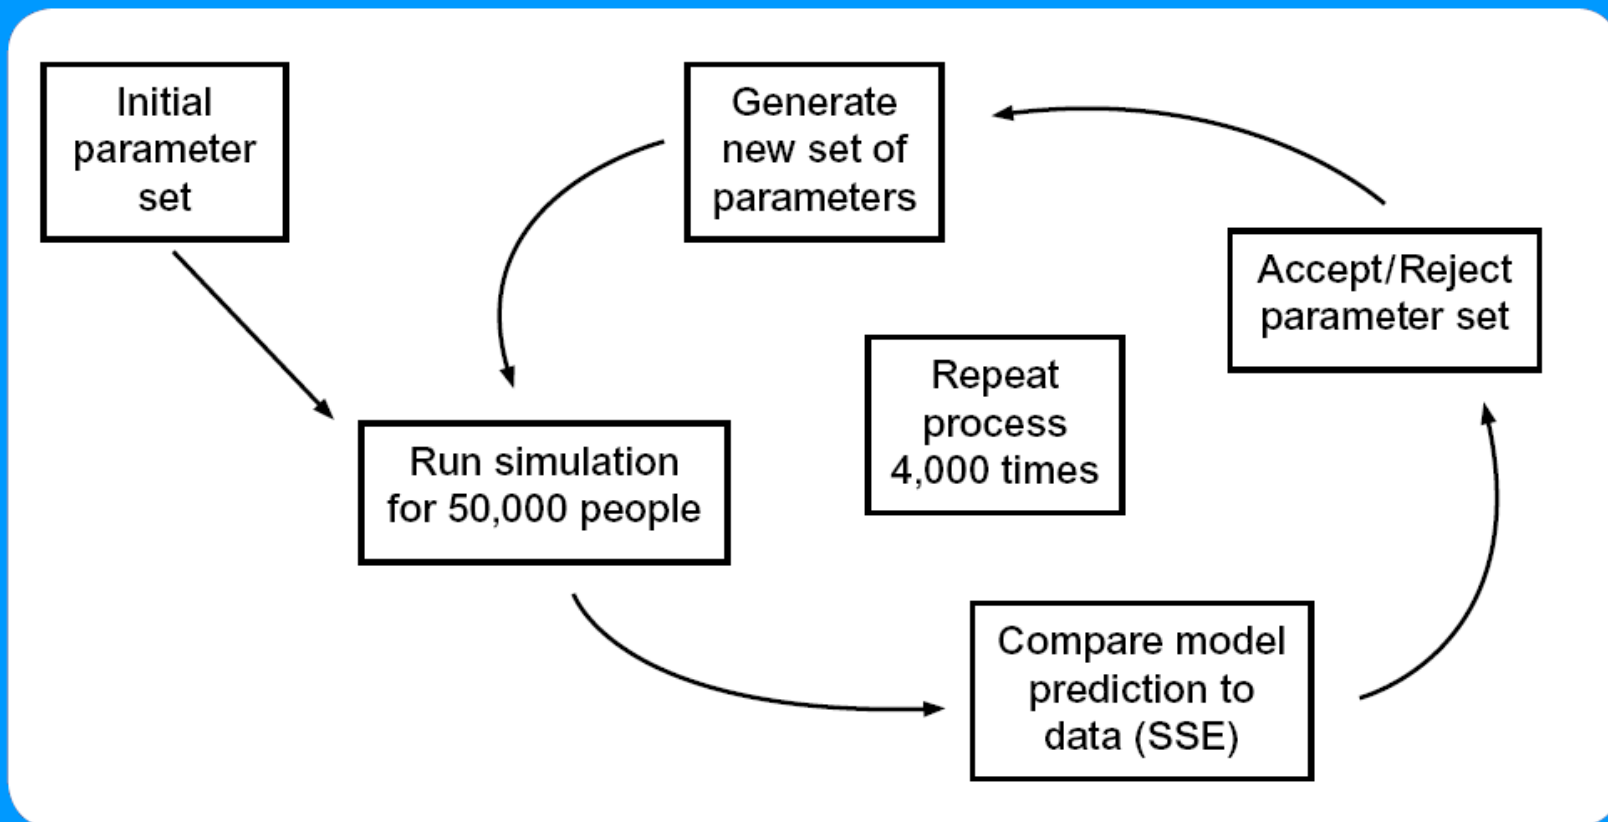 Initial
parameter
set
Generate
new set of
parameters
Accept/Reject
parameter set
Repeat
process
4,000 times
Run simulation
for 50,000 people
Compare model
prediction to
data (SSE)